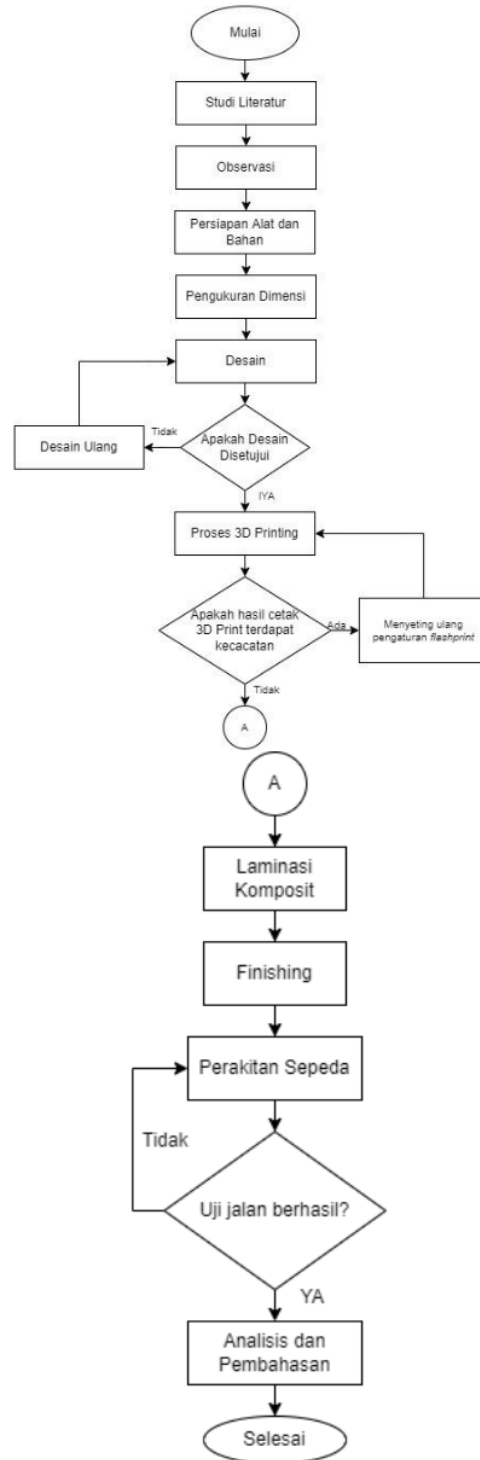 Mulai
Studi Literatur
Observasi
Persiapan Alat dan
Bahan
Pengukuran Dimensi
Desain
Tidak
Desain Ulang
Apakah Desain
Disetujui
IYA
Proses 3D Printing
Apakah hasil cetak
3D Print terdapat
kecacatan
Ada
Menyeting ulang
pengaturan flashprint
Tidak
A
A
Laminasi
Komposit
Finishing
Perakitan Sepeda
Tidak
Uji jalan berhasil?
YA
Analisis dan
Pembahasan
Selesai